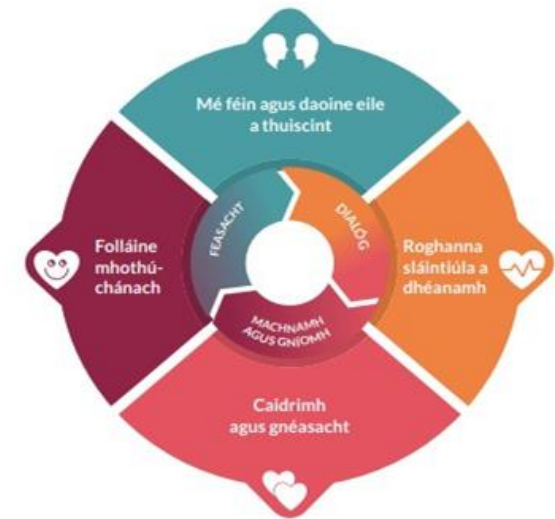 Mé féin agus daoine eile
a thuiscint
FEASACHT
DIALÓG
Folláine
mhothú-
chánach
Roghanna
sláintiúla a
dhéanamh
MACHNAMH
AGUS GNÍOMH
Caidrimh
agus gnéasacht